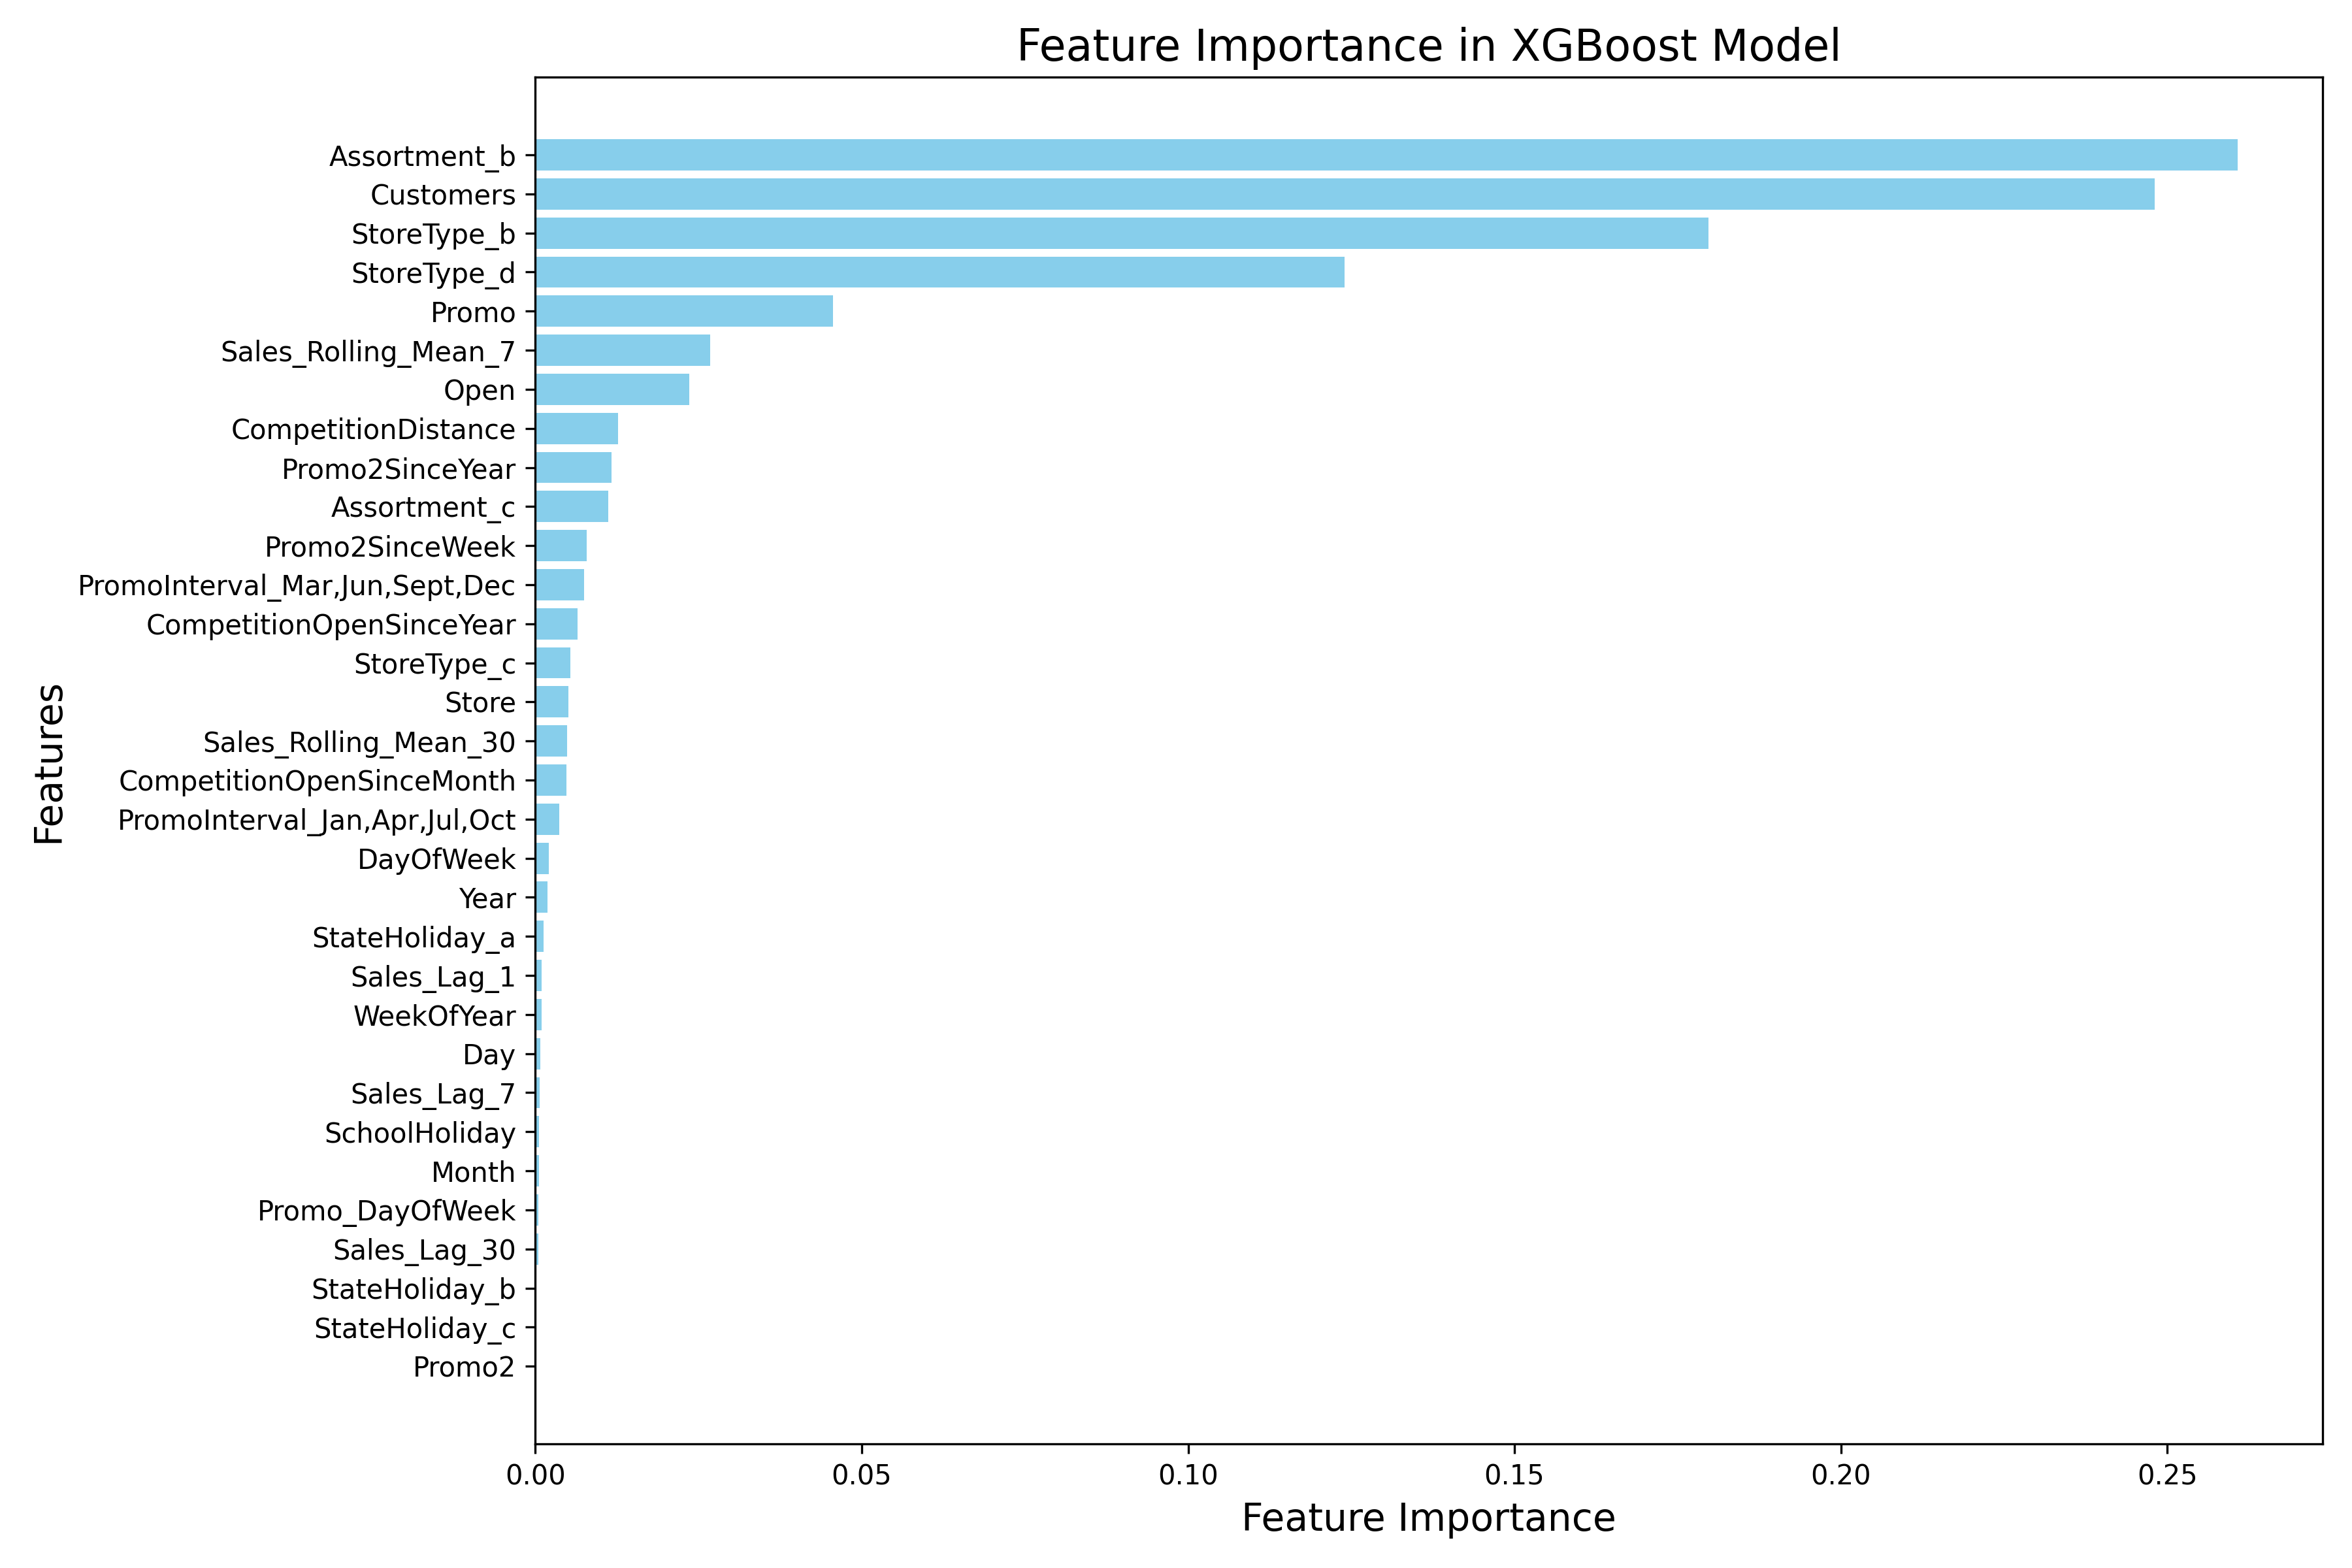 Feature Importance in XGBoost Model
Features
Assortment_b
Customers
StoreType_b
StoreType_d
Promo
Sales_Rolling_Mean_7
Open
CompetitionDistance
Promo2SinceYear
Assortment_c
Promo2SinceWeek
PromoInterval_Mar,Jun,Sept,Dec
CompetitionOpenSinceYear
StoreType_c
Store
Sales_Rolling_Mean_30
CompetitionOpenSinceMonth
PromoInterval_Jan,Apr,Jul,Oct
DayOfWeek
Year
StateHoliday_a
Sales_Lag_1
WeekOfYear
Day
Sales_Lag_7
SchoolHoliday
Month
Promo_DayOfWeek
Sales_Lag_30
StateHoliday_b
StateHoliday_c
Promo2
0.00 0.05 0.10 0.15 0.20 0.25
Feature Importance